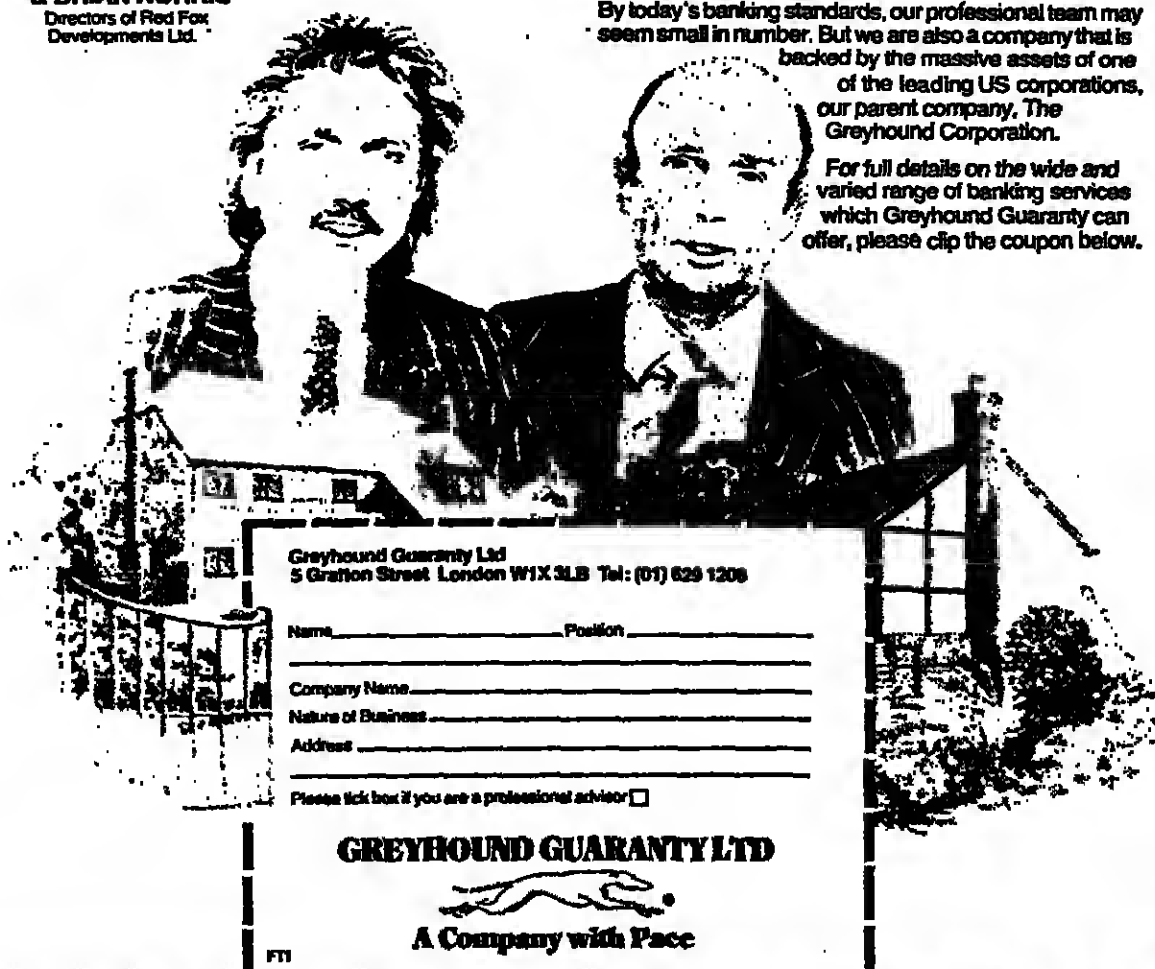 Directors of Red Fox
Developments Ltd.
By today's banking standards, our professional team may
seem small in number. But we are also a company that is
backed by the massive assets of one
of the leading US corporations,
our parent company, The
Greyhound Corporation.
For full details on the wide and
varied range of banking services
which Greyhound Guaranty can
offer, please clip the coupon below.
Greyhound Guaranty Ltd
5 Grafton Street London W1X 3LB Tel: (01) 629 1208
Name Position
Company Name
Nature of Business
Address
Please tick box if you are a professional advisor
GREYHOUND GUARANTY LTD
A Company with Pace
FT1